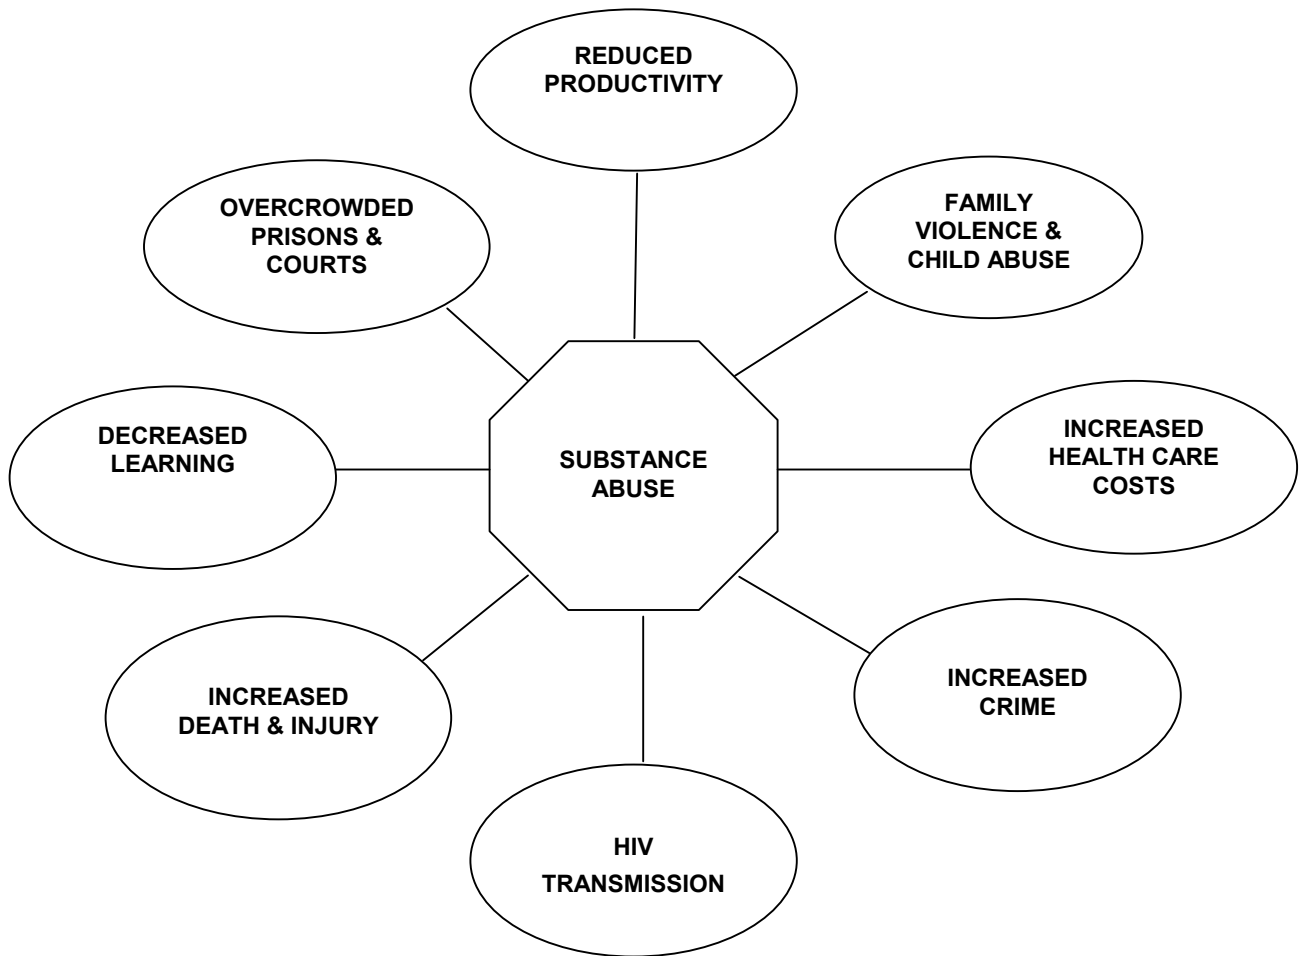 REDUCED
PRODUCTIVITY
OVERCROWDED
PRISONS &
COURTS
FAMILY
VIOLENCE &
CHILD ABUSE
DECREASED
LEARNING
SUBSTANCE
ABUSE
INCREASED
HEALTH CARE
COSTS
INCREASED
DEATH & INJURY
INCREASED
CRIME
HIV
TRANSMISSION